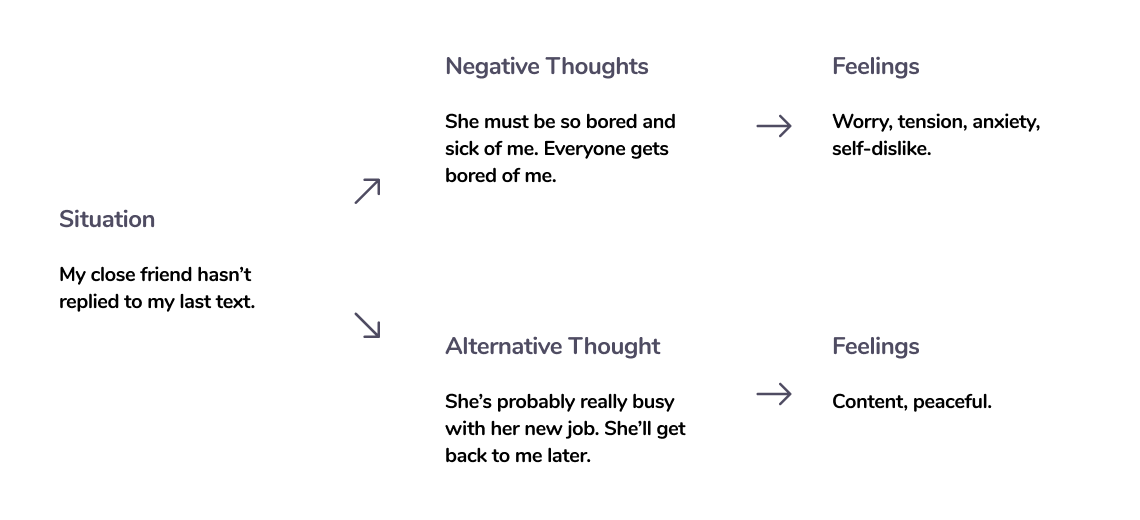 Situation
My close friend hasn’t
replied to my last text.
Negative Thoughts
She must be so bored and
sick of me. Everyone gets
bored of me.
Feelings
Worry, tension, anxiety,
self-dislike.
Alternative Thought
She’s probably really busy
with her new job. She’ll get
back to me later.
Feelings
Content, peaceful.